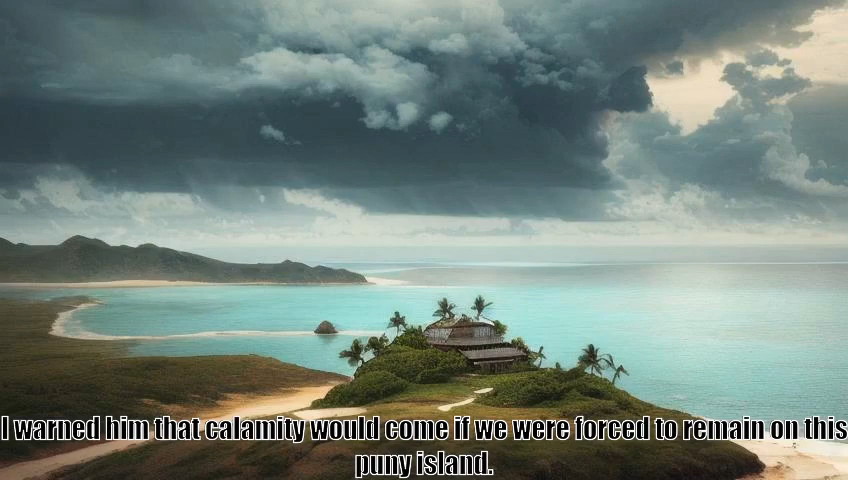 I warned him that calamity would come if we were forced to remain on this
puny island.